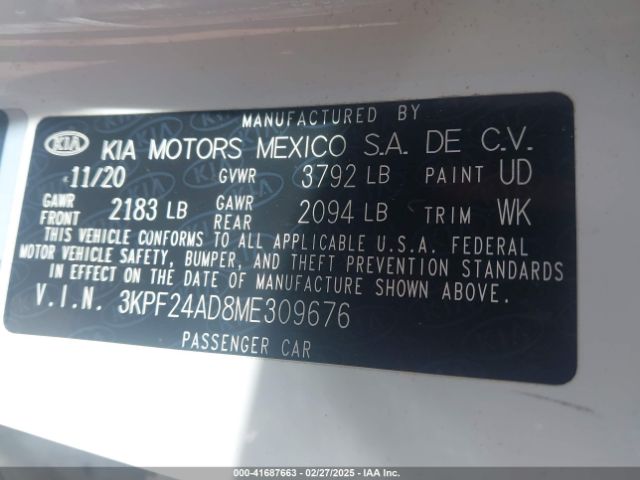 MANUFACTURED BY
KIA KIA MOTORS MEXICO S.A. DE C.V.
11/20 GVWR 3792 LB PAINT UD
GAWR FRONT 2183 LB GAWR REAR 2094 LB TRIM WK
THIS VEHICLE CONFORMS TO ALL APPLICABLE U.S.A. FEDERAL
MOTOR VEHICLE SAFETY, BUMPER, AND THEFT PREVENTION STANDARDS
IN EFFECT ON THE DATE OF MANUFACTURE SHOWN ABOVE.
V.I.N. 3KPF24AD8ME309676
PASSENGER CAR
000-41687663 - 02/27/2025 - IAA Inc.